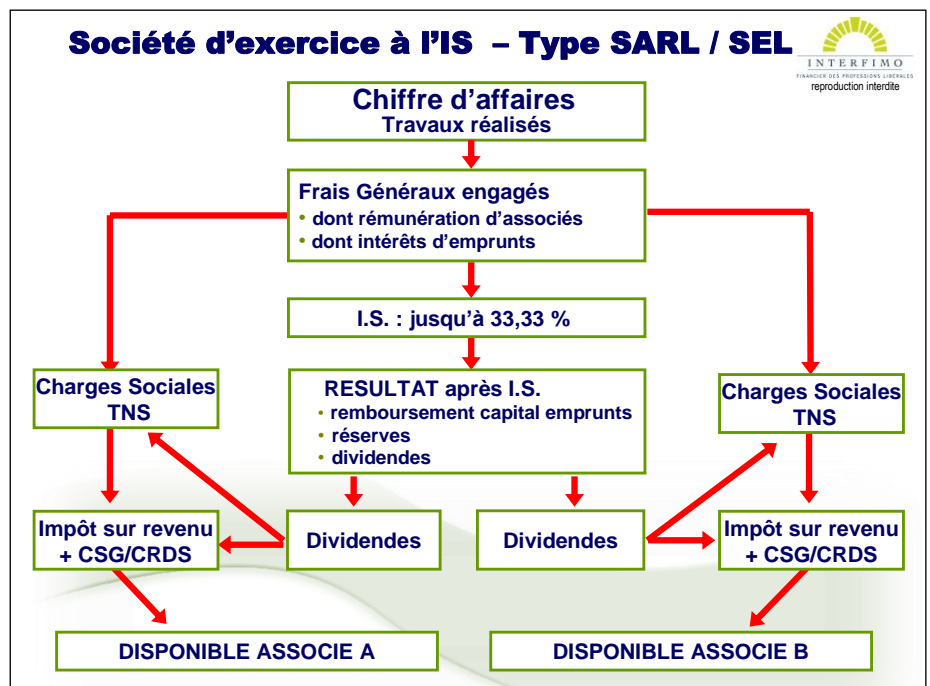 Société d'exercice à l'IS – Type SARL / SEL
INTERFIMO
FINANCIER DES PROFESSIONS LIBÉRALES
reproduction interdite
Chiffre d'affaires
Travaux réalisés
Frais Généraux engagés
• dont rémunération d'associés
• dont intérêts d'emprunts
I.S. : jusqu'à 33,33 %
Charges Sociales
TNS
RESULTAT après I.S.
• remboursement capital emprunts
• réserves
• dividendes
Charges Sociales
TNS
Impôt sur revenu
+ CSG/CRDS
Dividendes
Dividendes
Impôt sur revenu
+ CSG/CRDS
DISPONIBLE ASSOCIE A
DISPONIBLE ASSOCIE B